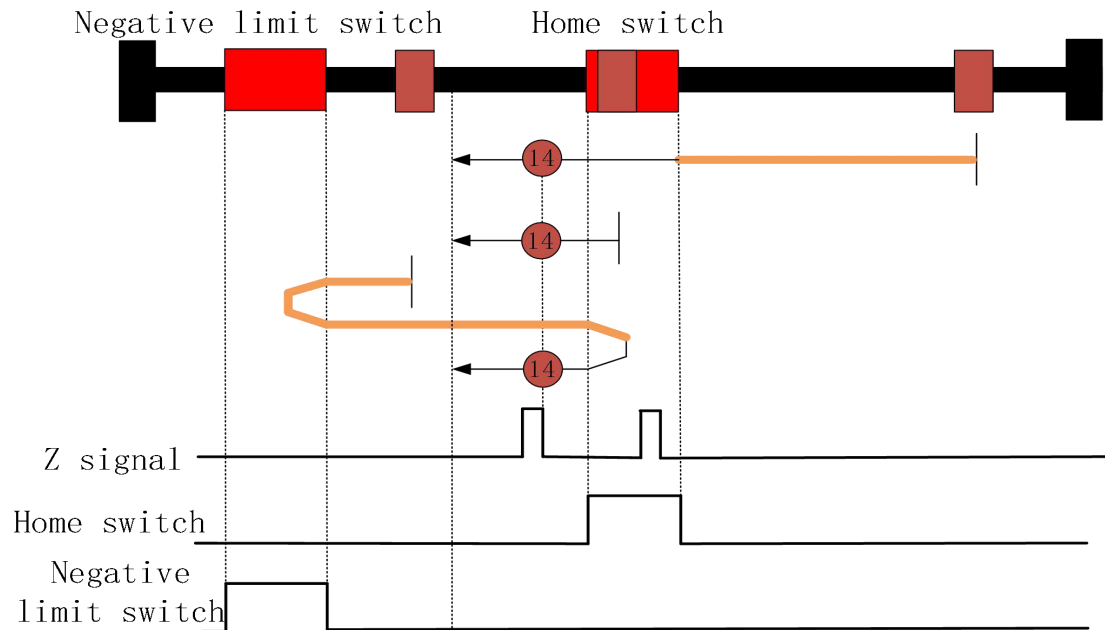 Negative limit switch
Home switch
14
14
14
Z signal
Home switch
Negative
limit switch